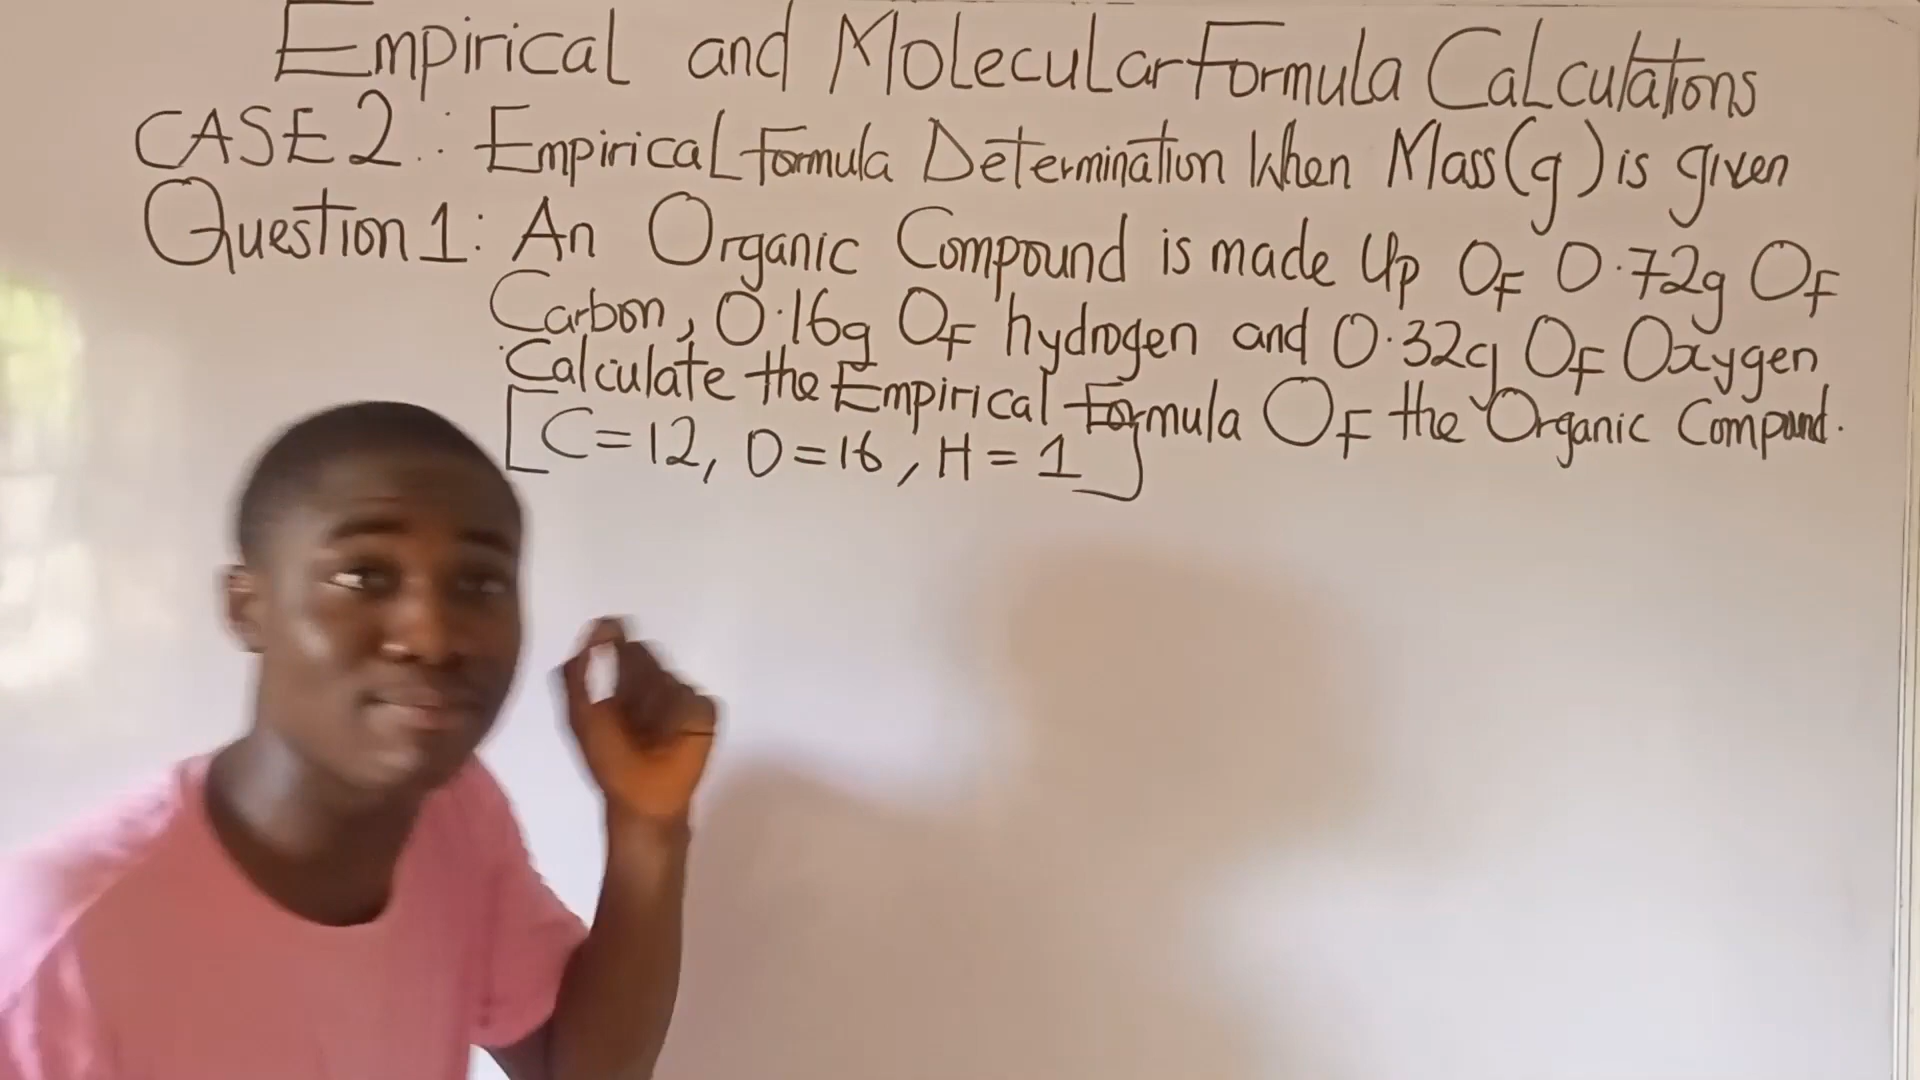 Empirical and Molecular Formula Calculations
CASE 2: Empirical Formula Determination When Mass(g) is given
Question 1: An Organic Compound is made Up Of 0.72g Of
Carbon, 0.16g Of hydrogen and 0.32g Of Oxygen
Calculate the Empirical Formula Of the Organic Compound.
[C=12, O=16, H=1]